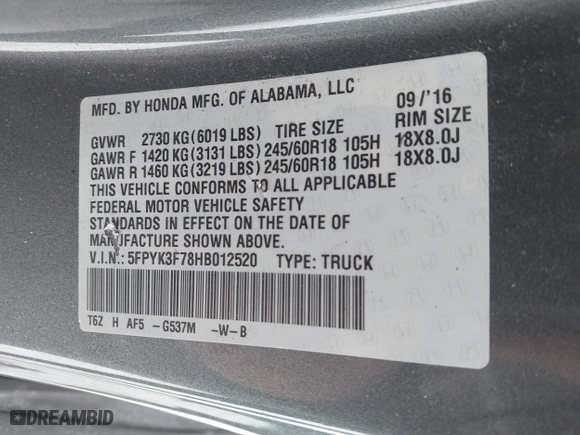 MFD. BY HONDA MFG. OF ALABAMA, LLC 09/'16
RIM SIZE
GVWR 2730 KG(6019 LBS) TIRE SIZE
GAWR F 1420 KG(3131 LBS) 245/60R18 105H 18X8.0J
GAWR R 1460 KG(3219 LBS) 245/60R18 105H 18X8.0J
THIS VEHICLE CONFORMS TO ALL APPLICABLE
FEDERAL MOTOR VEHICLE SAFETY
STANDARDS IN EFFECT ON THE DATE OF
MANUFACTURE SHOWN ABOVE.
V.I.N.: 5FPYK3F78HB012520 TYPE: TRUCK
T6Z H AF5 -G537M -W-B
DREAMBID